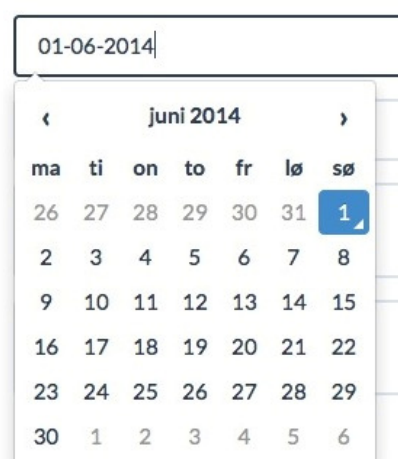 01-06-2014
‹ juni 2014 ›
ma ti on to fr lø sø
26 27 28 29 30 31 1
2 3 4 5 6 7 8
9 10 11 12 13 14 15
16 17 18 19 20 21 22
23 24 25 26 27 28 29
30 1 2 3 4 5 6